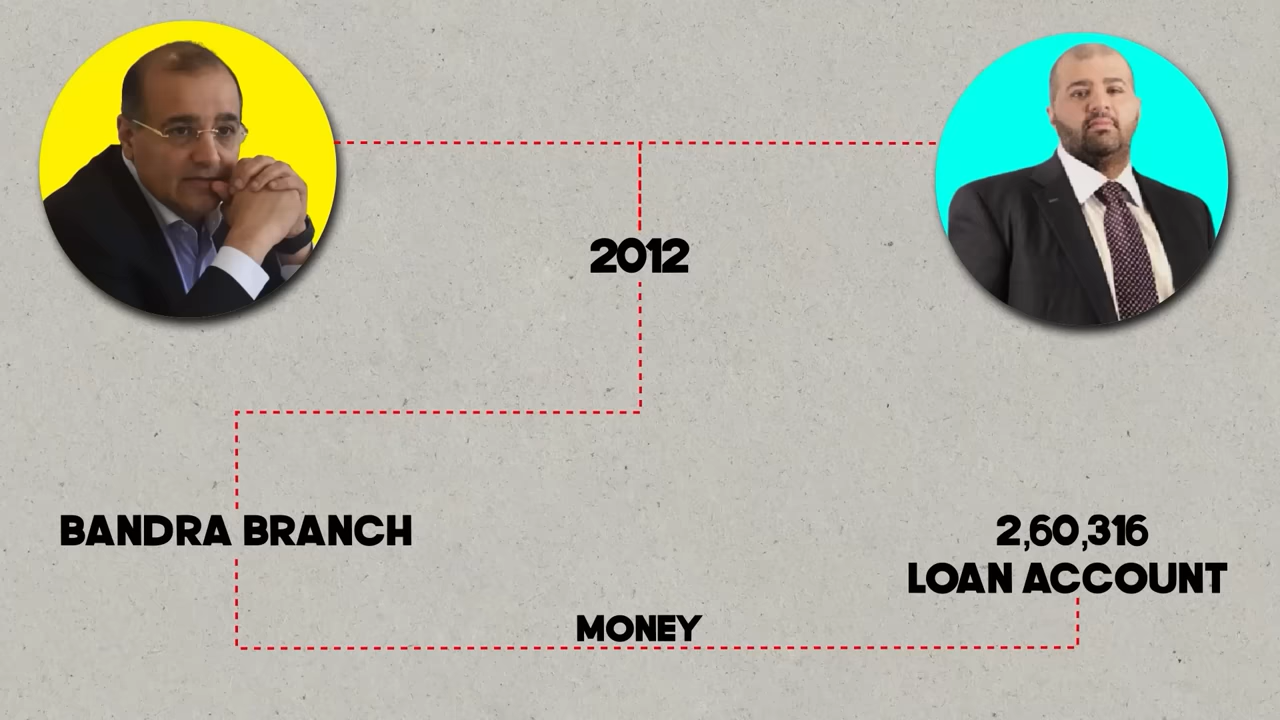 2012
BANDRA BRANCH
2,60,316
LOAN ACCOUNT
MONEY